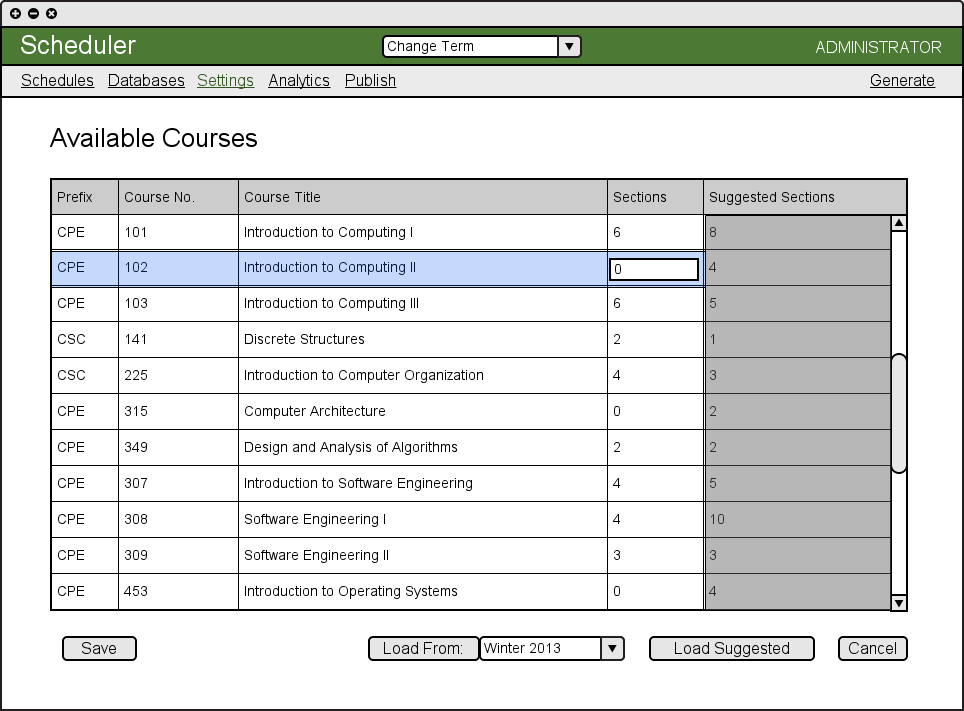 Scheduler Change Term ADMINISTRATOR
Schedules Databases Settings Analytics Publish Generate
Available Courses
Prefix Course No. Course Title Sections Suggested Sections
CPE 101 Introduction to Computing I 6 8
CPE 102 Introduction to Computing II 0 4
CPE 103 Introduction to Computing III 6 5
CSC 141 Discrete Structures 2 1
CSC 225 Introduction to Computer Organization 4 3
CPE 315 Computer Architecture 0 2
CPE 349 Design and Analysis of Algorithms 2 2
CPE 307 Introduction to Software Engineering 4 5
CPE 308 Software Engineering I 4 10
CPE 309 Software Engineering II 3 3
CPE 453 Introduction to Operating Systems 0 4
Save Load From: Winter 2013 Load Suggested Cancel